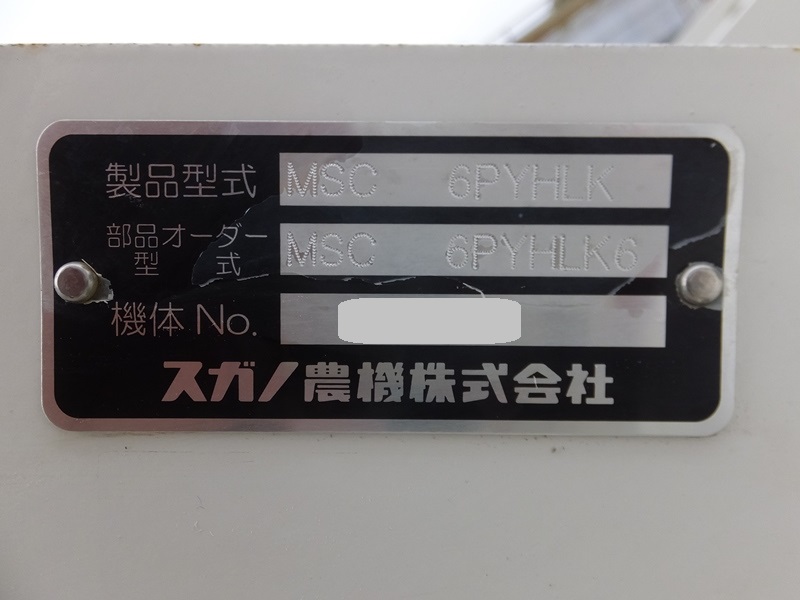 製品型式 MSC 6PYHLK
部品オーダー
型式 MSC 6PYHLK6
機体 No.
スガノ農機株式会社